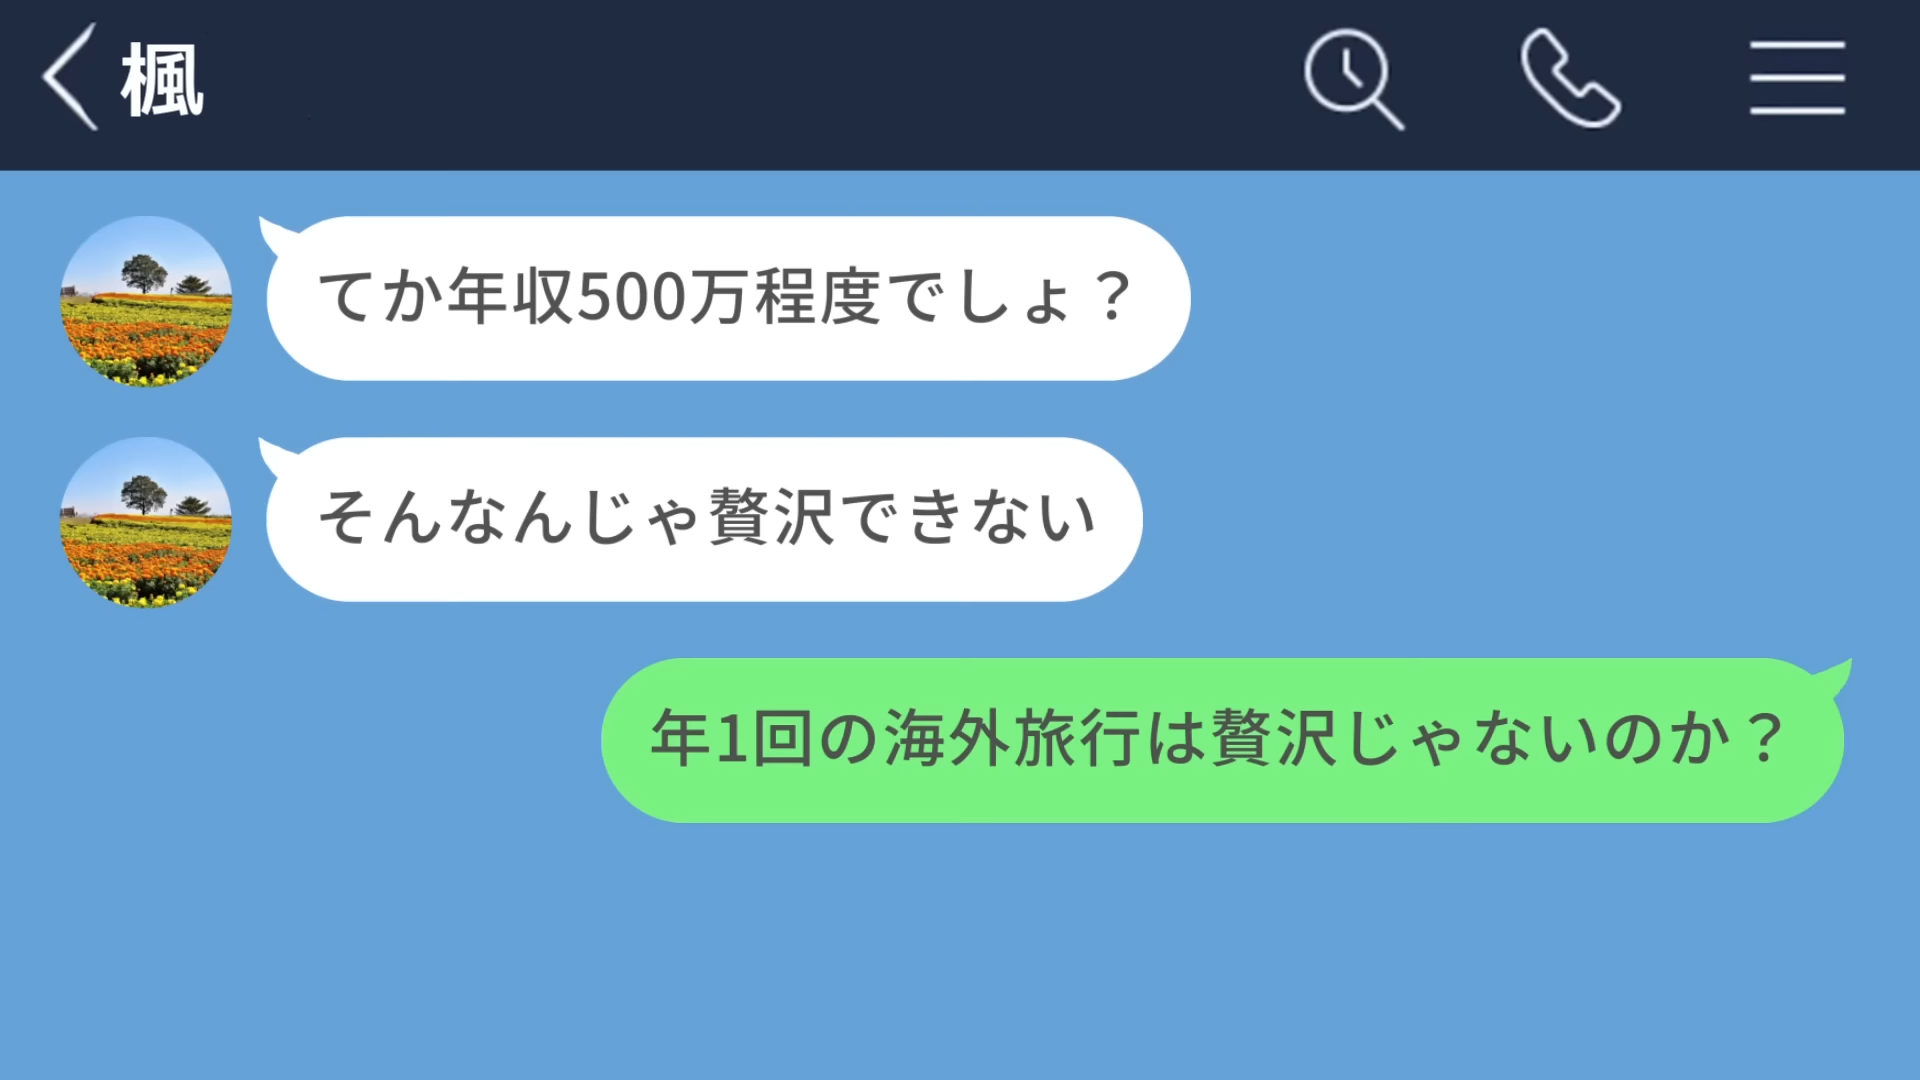 楓
てか年収500万程度でしょ？
そんなんじゃ贅沢できない
年1回の海外旅行は贅沢じゃないのか？